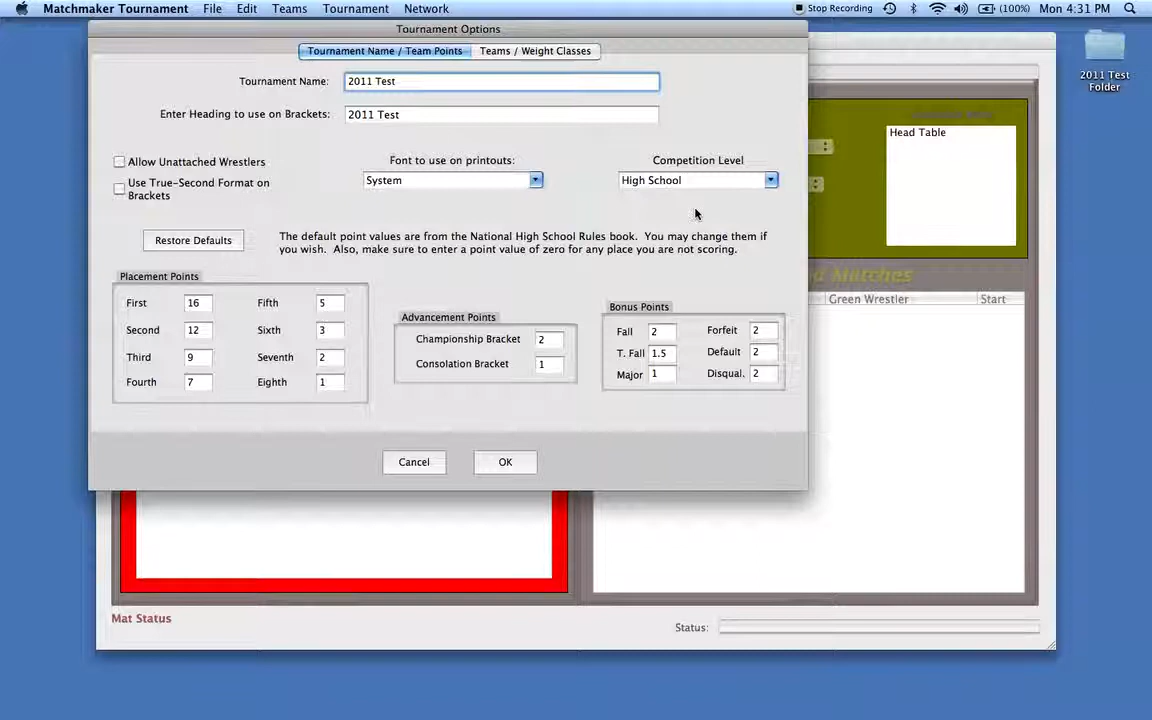 Matchmaker Tournament File Edit Teams Tournament Network Stop Recording (100%) Mon 4:31 PM
Tournament Options
Tournament Name / Team Points Teams / Weight Classes
Tournament Name: 2011 Test
Enter Heading to use on Brackets: 2011 Test
Allow Unattached Wrestlers
Use True-Second Format on
Brackets
Font to use on printouts:
System
Competition Level
High School
Restore Defaults
The default point values are from the National High School Rules book. You may change them if
you wish. Also, make sure to enter a point value of zero for any place you are not scoring.
Placement Points
First 16 Fifth 5
Second 12 Sixth 3
Third 9 Seventh 2
Fourth 7 Eighth 1
Advancement Points
Championship Bracket 2
Consolation Bracket 1
Bonus Points
Fall 2 Forfeit 2
T. Fall 1.5 Default 2
Major 1 Disqual. 2
Cancel OK
Head Table
Matches
Green Wrestler Start
Mat Status
Status:
2011 Test
Folder